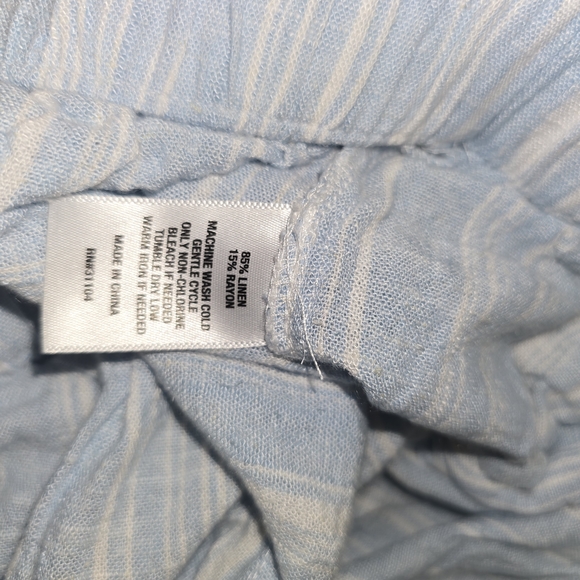 85% LINEN
15% RAYON
MACHINE WASH COLD
GENTLE CYCLE
ONLY NON-CHLORINE
BLEACH IF NEEDED
TUMBLE DRY LOW
WARM IRON IF NEEDED
MADE IN CHINA